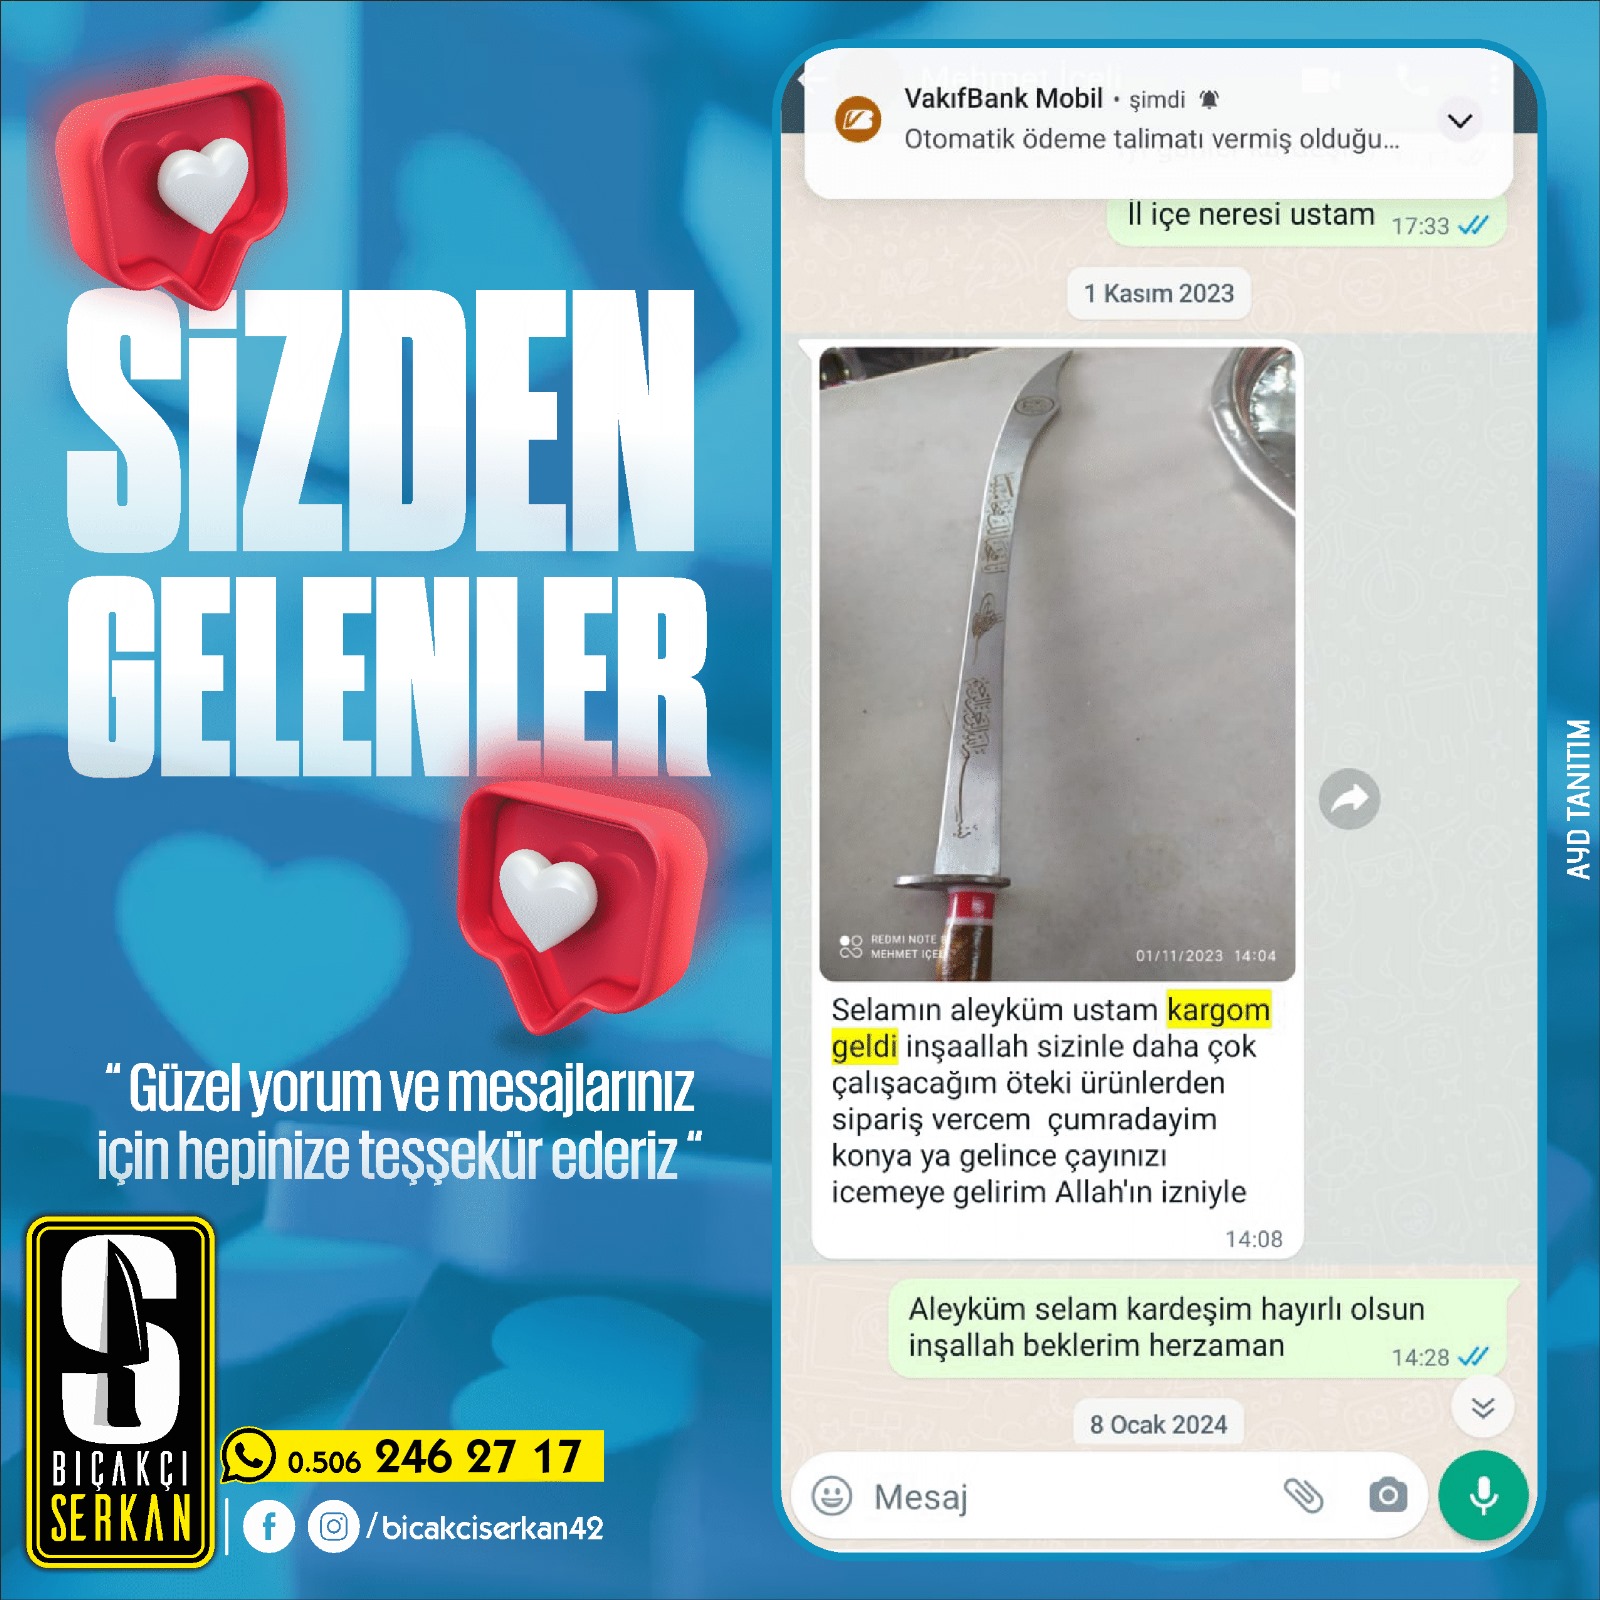 SİZDEN
GELENLER
“ Güzel yorum ve mesajlarınız
için hepinize teşşekür ederiz “
S
BIÇAKÇI
SERKAN
0.506 246 27 17
f / bicakciserkan42
Mehmet İçeli
VakıfBank Mobil • şimdi
Otomatik ödeme talimatı vermiş olduğu...
İl içe neresi ustam 17:33
1 Kasım 2023
REDMI NOTE
MEHMET İÇEL
01/11/2023 14:04
Selamın aleyküm ustam kargom
geldi inşaallah sizinle daha çok
çalışacağım öteki ürünlerden
sipariş vercem çumradayim
konya ya gelince çayınızı
icemeye gelirim Allah'ın izniyle
14:08
Aleyküm selam kardeşim hayırlı olsun
inşallah beklerim herzaman 14:28
8 Ocak 2024
Mesaj
AYD TANITIM